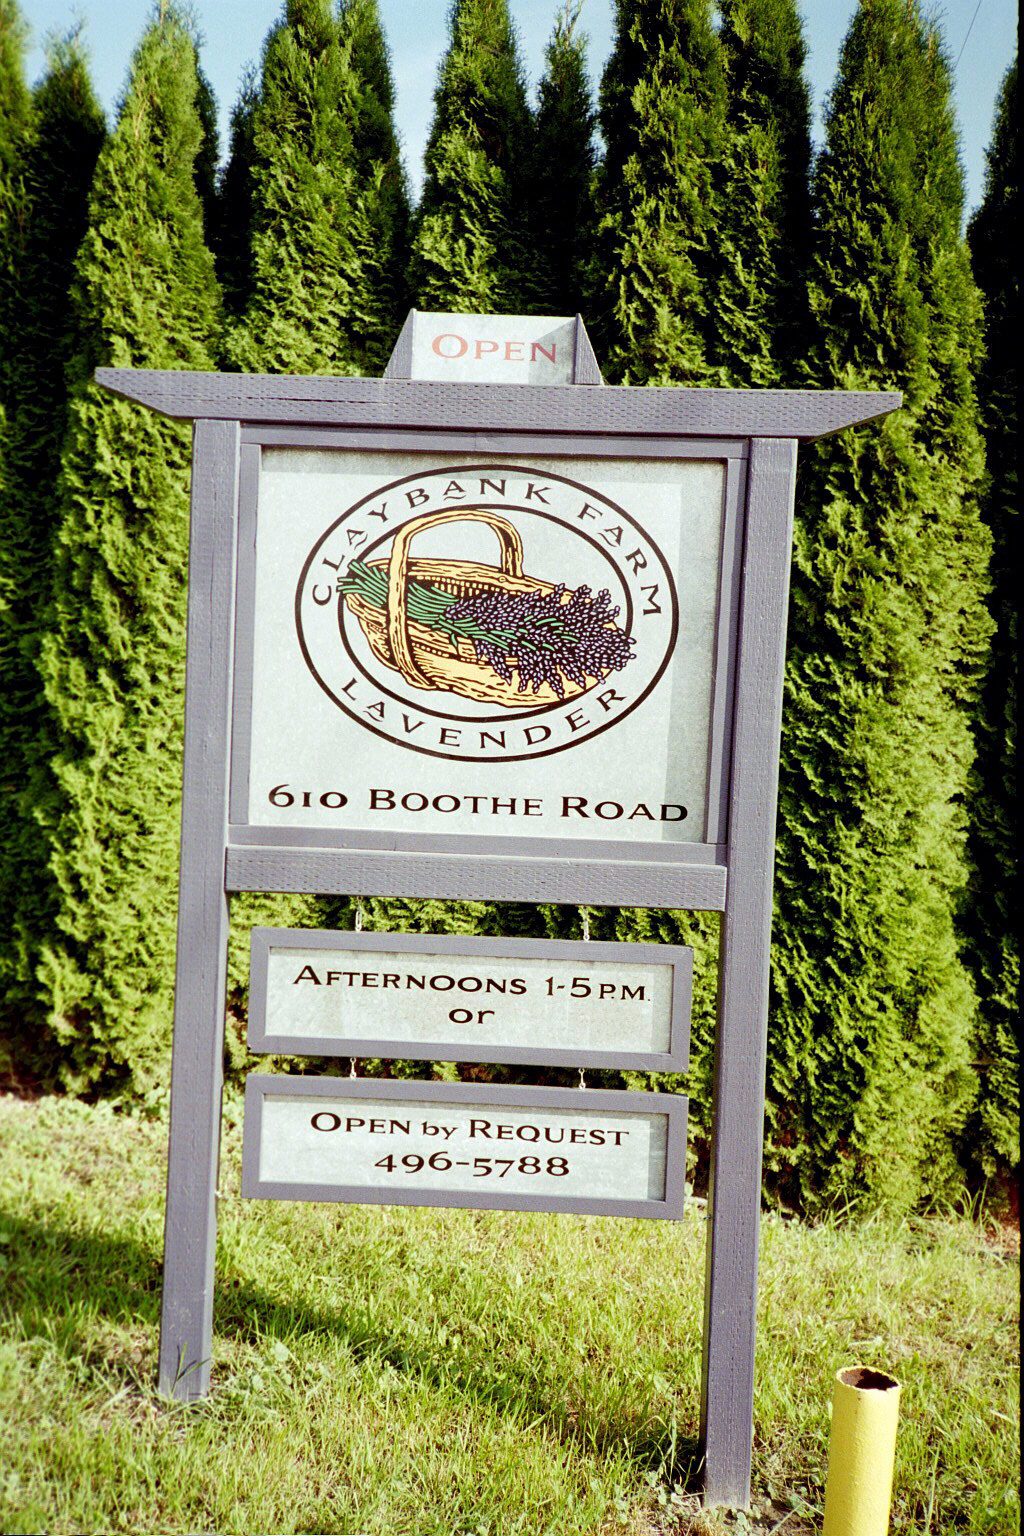 OPEN
CLAYBANK FARM
LAVENDER
610 BOOTHE ROAD
AFTERNOONS 1-5 P.M.
or
OPEN by REQUEST
496-5788